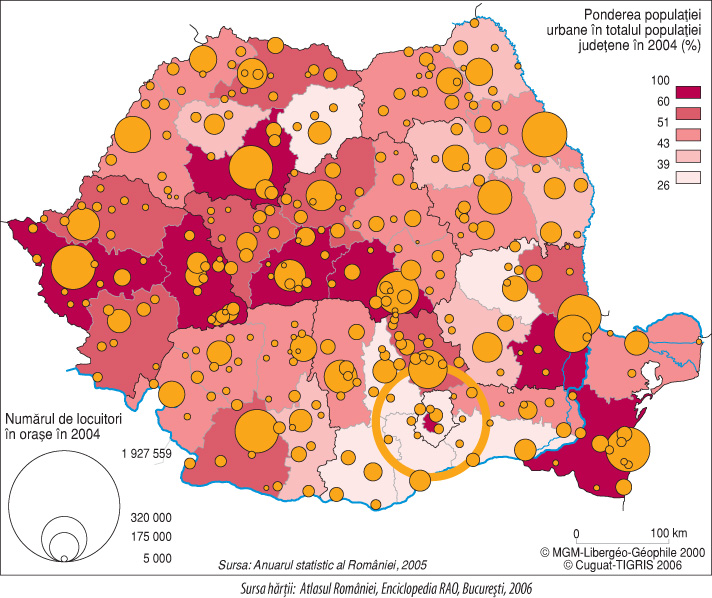 Ponderea populației
urbane în totalul populației
județene în 2004 (%)
100
60
51
43
39
26
Numărul de locuitori
în orașe în 2004
1 927 559
320 000
175 000
5 000
0 100 km
© MGM-Libergéo-Géophile 2000
© Cuguat-TIGRIS 2006
Sursa: Anuarul statistic al României, 2005
Sursa hărții: Atlasul României, Enciclopedia RAO, București, 2006